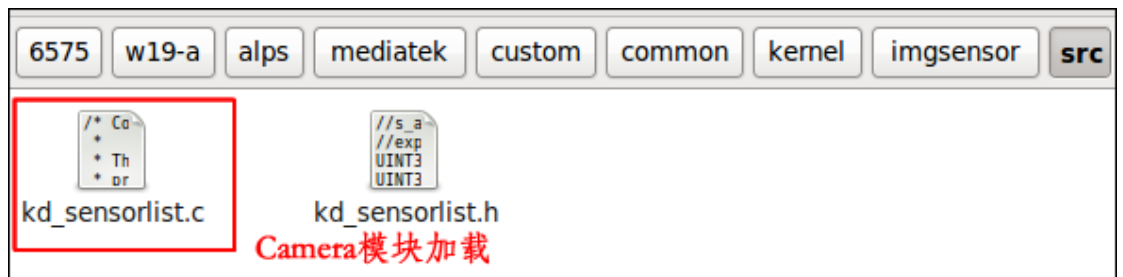 6575 w19-a alps mediatek custom common kernel imgsensor src
/* Co
*
* Th
* pr
//s_a
//exp
UINT3
UINT3
kd_sensorlist.c kd_sensorlist.h
Camera模块加载